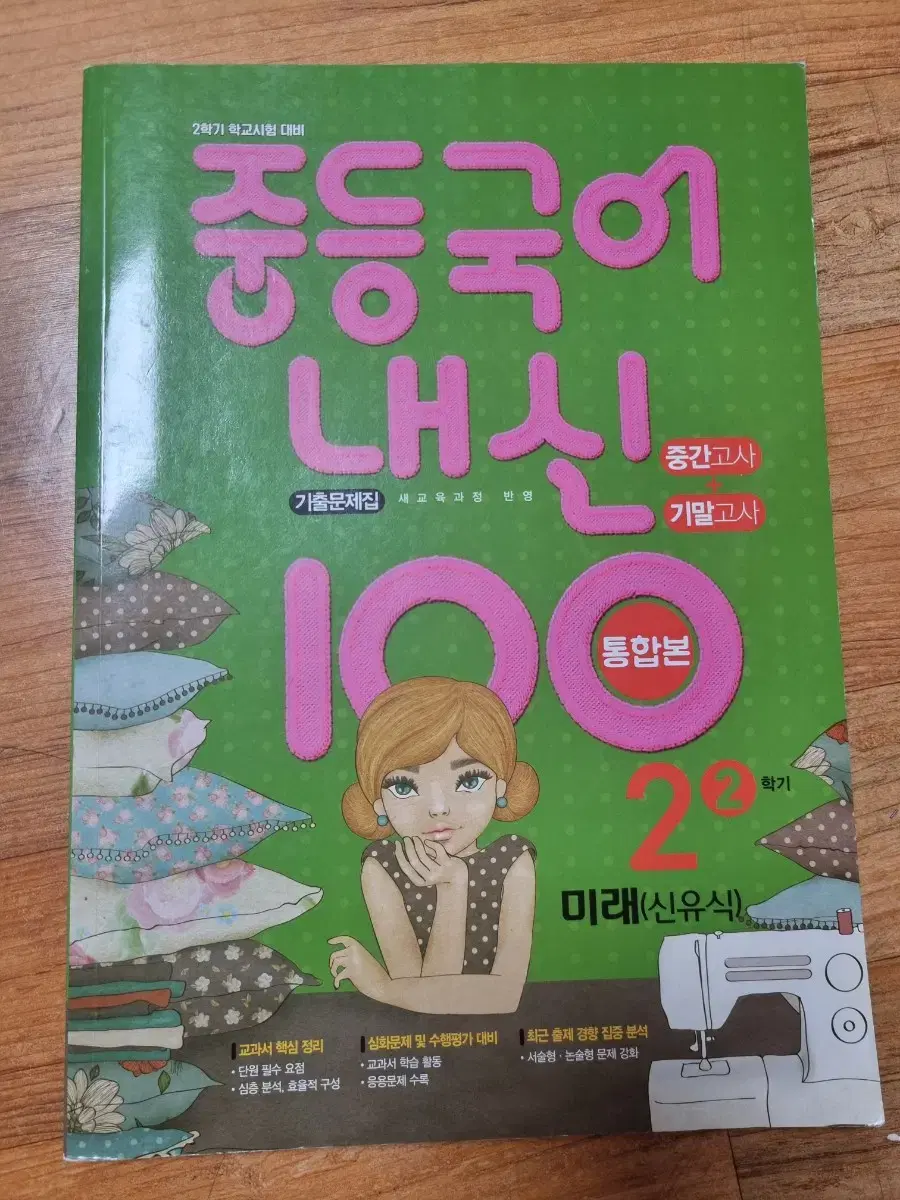 2학기 학교시험 대비
중등국어
내신
기출문제집
새교육과정 반영
중간고사
+
기말고사
100
통합본
2 2 학기
미래(신유식)
교과서 핵심 정리
• 단원 필수 요점
• 심층 분석, 효율적 구성
심화문제 및 수행평가 대비
• 교과서 학습 활동
• 응용문제 수록
최근 출제 경향 집중 분석
• 서술형·논술형 문제 강화